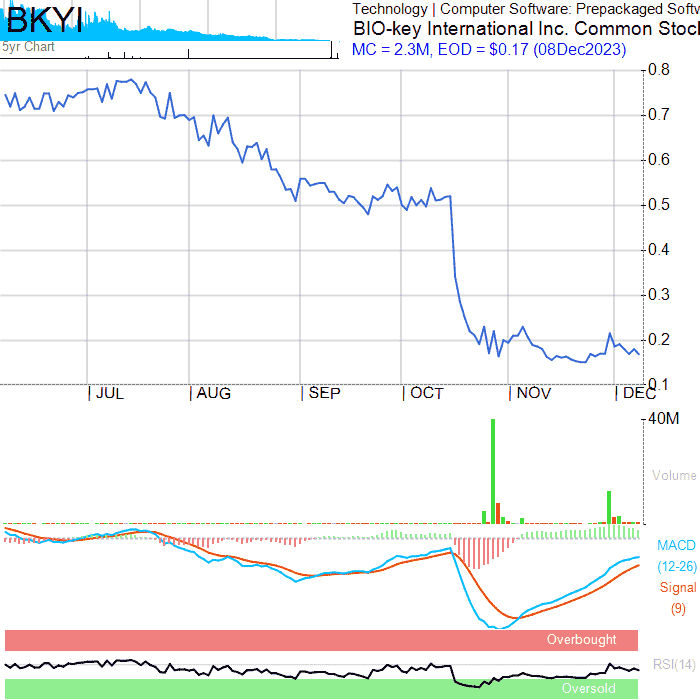 BKYI
5yr Chart
Technology | Computer Software: Prepackaged Softw
BIO-key International Inc. Common Stoc
MC = 2.3M, EOD = $0.17 (08Dec2023)
0.8
0.7
0.6
0.5
0.4
0.3
0.2
0.1
JUL AUG SEP OCT NOV DEC
40M
Volume
MACD
(12-26)
Signal
(9)
Overbought
RSI(14)
Oversold